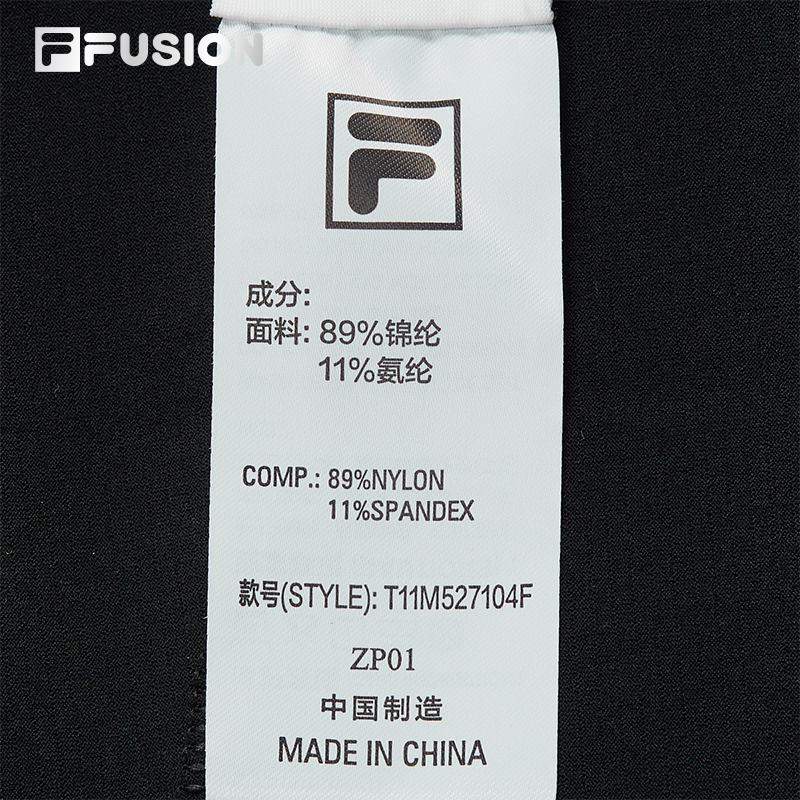 FUSION
成分:
面料: 89%锦纶
11%氨纶
COMP.: 89%NYLON
11%SPANDEX
款号(STYLE): T11M527104F
ZP01
中国制造
MADE IN CHINA